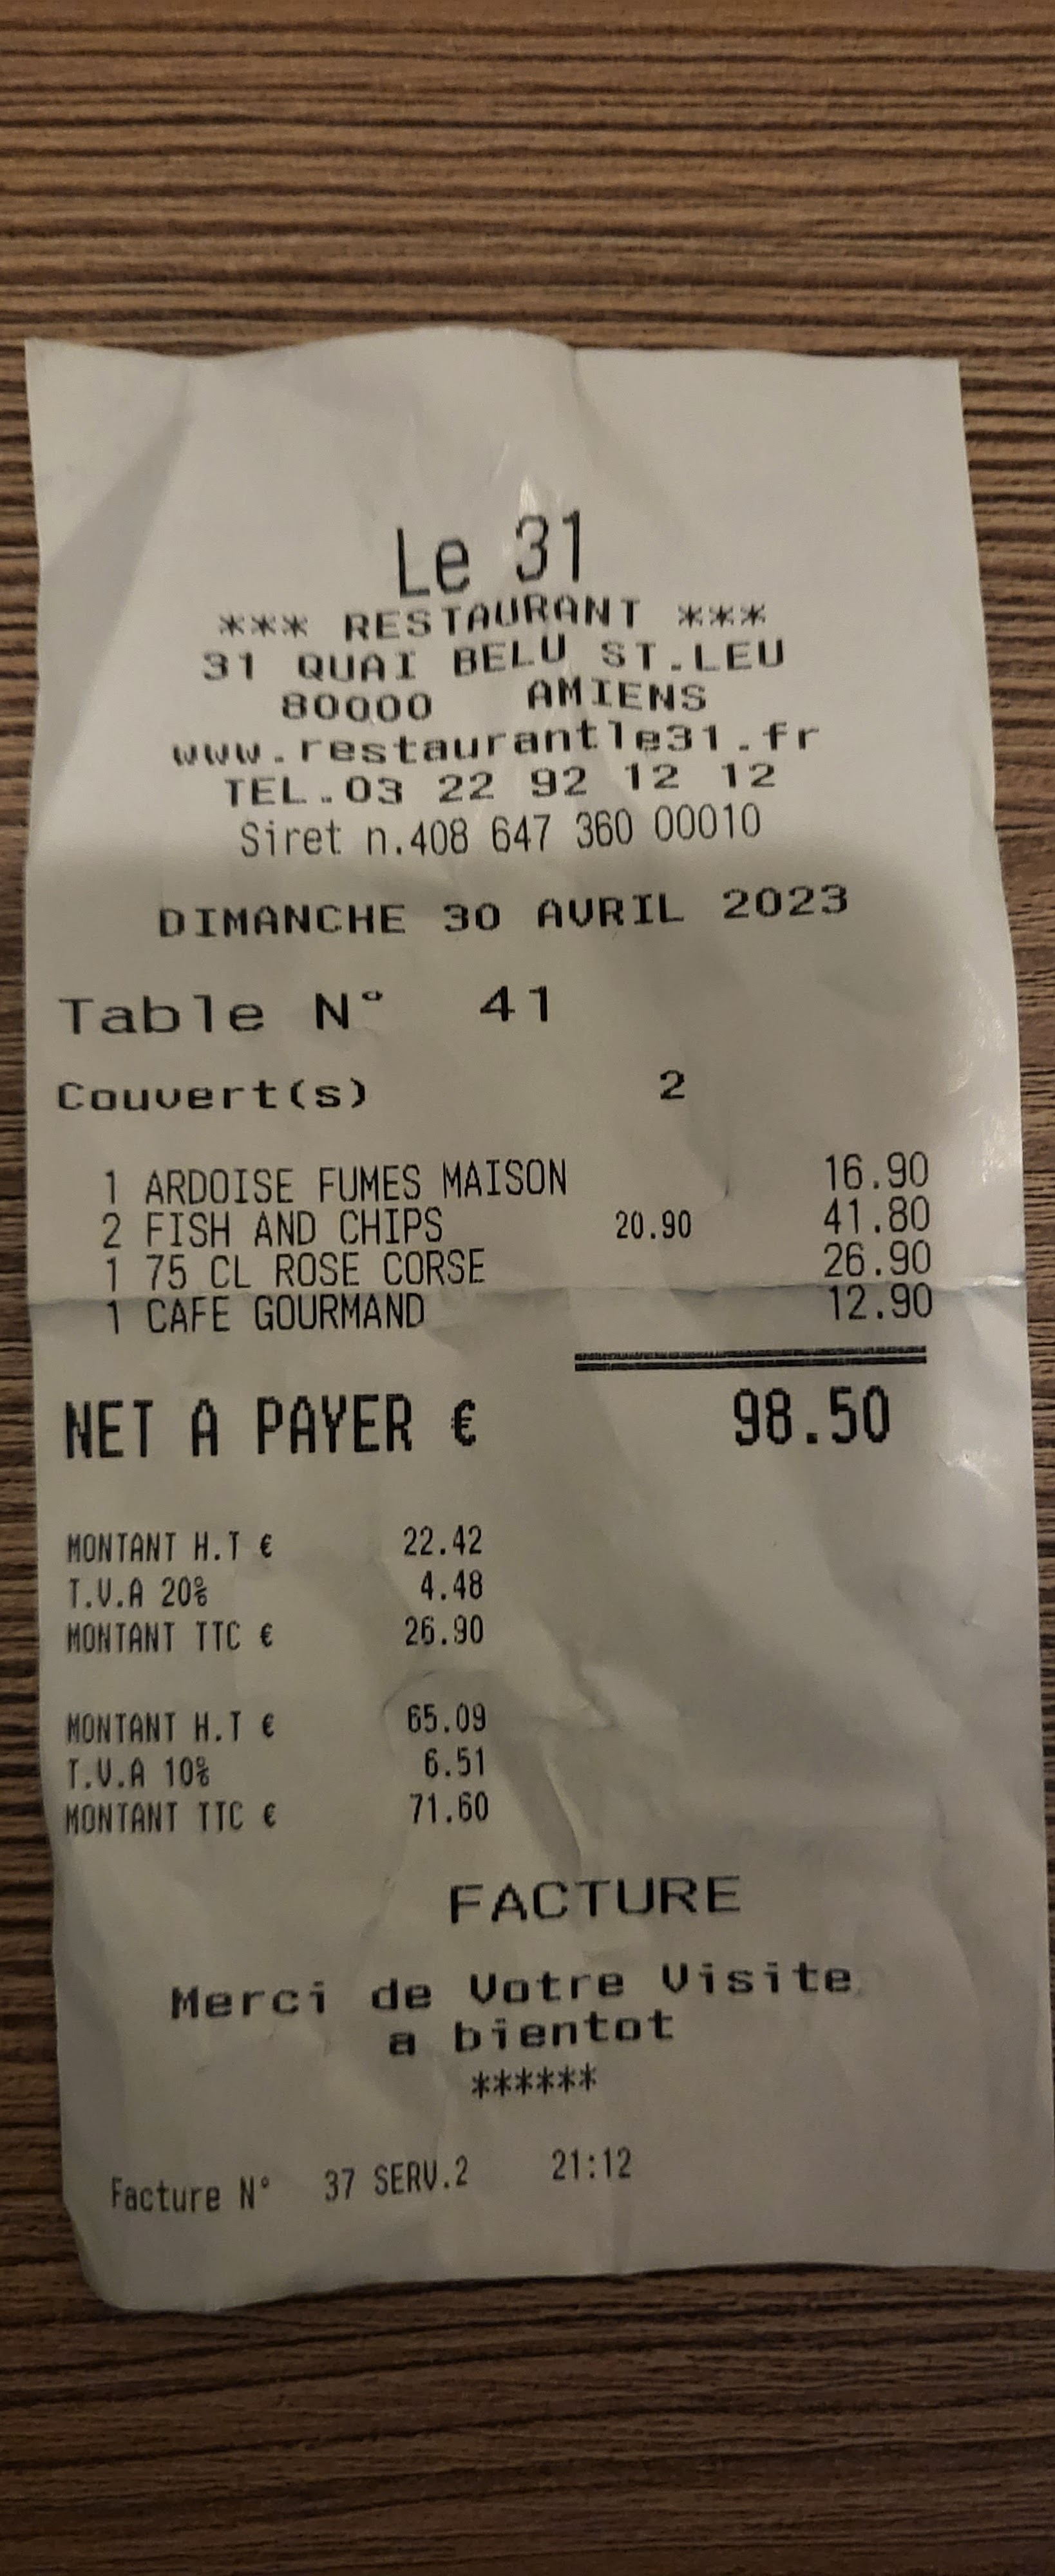 Le 31
*** RESTAURANT ***
31 QUAI BELU ST.LEU
80000 AMIENS
www.restaurantle31.fr
TEL.03 22 92 12 12
Siret n.408 647 360 00010
DIMANCHE 30 AVRIL 2023
Table N° 41
Couvert(s) 2
1 ARDOISE FUMES MAISON 16.90
2 FISH AND CHIPS 20.90 41.80
1 75 CL ROSE CORSE 26.90
1 CAFE GOURMAND 12.90
NET A PAYER € 98.50
MONTANT H.T € 22.42
T.V.A 20% 4.48
MONTANT TTC € 26.90
MONTANT H.T € 65.09
T.V.A 10% 6.51
MONTANT TTC € 71.60
FACTURE
Merci de Votre Visite
a bientot
******
Facture N° 37 SERV.2 21:12